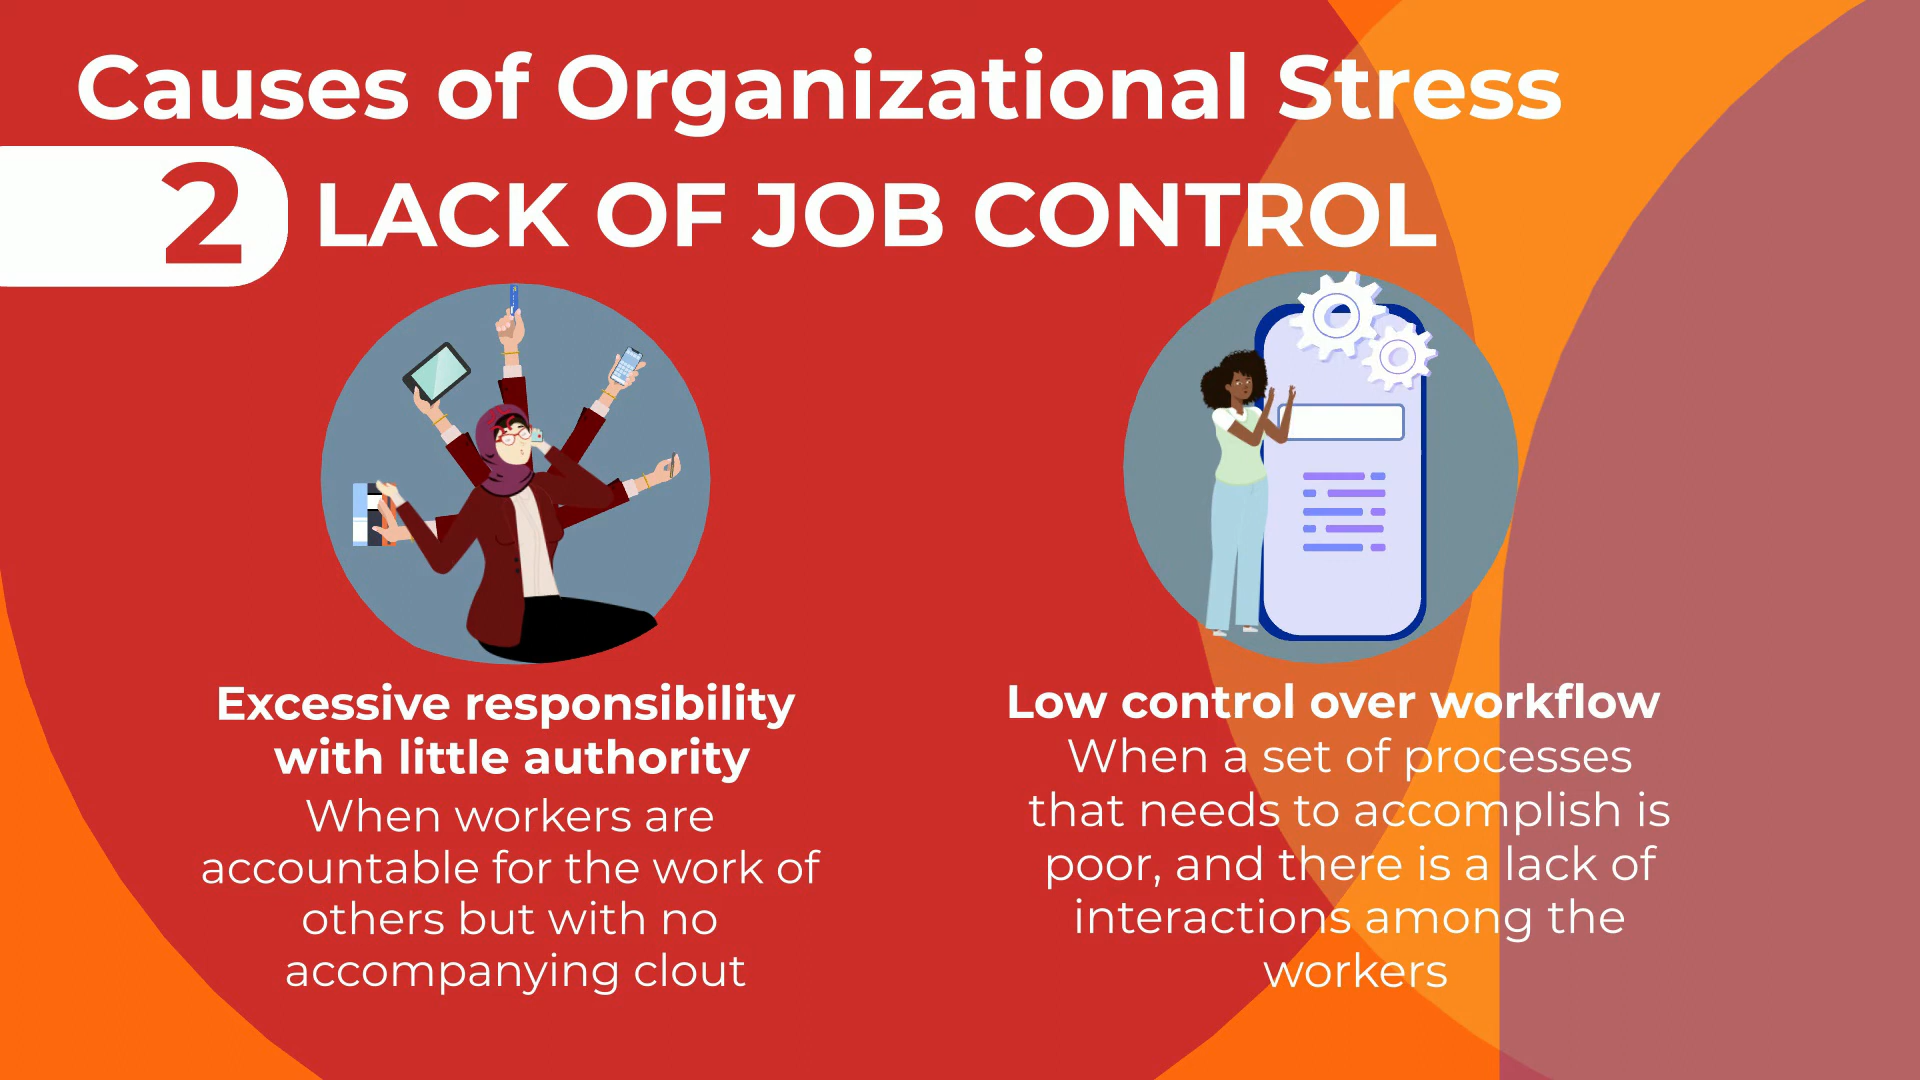 Causes of Organizational Stress
2 LACK OF JOB CONTROL
Excessive responsibility
with little authority
When workers are
accountable for the work of
others but with no
accompanying clout
Low control over workflow
When a set of processes
that needs to accomplish is
poor, and there is a lack of
interactions among the
workers